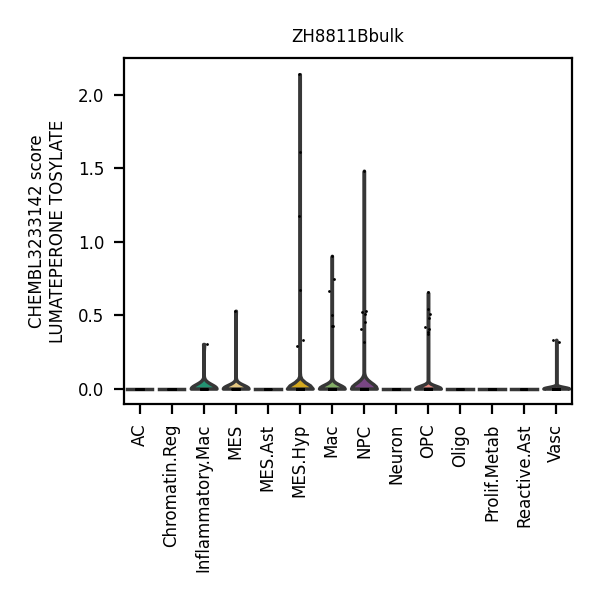 ZH8811Bbulk
CHEMBL3233142 score
LUMATEPERONE TOSYLATE
2.0
1.5
1.0
0.5
0.0
AC
Chromatin.Reg
Inflammatory.Mac
MES
MES.Ast
MES.Hyp
Mac
NPC
Neuron
OPC
Oligo
Prolif.Metab
Reactive.Ast
Vasc